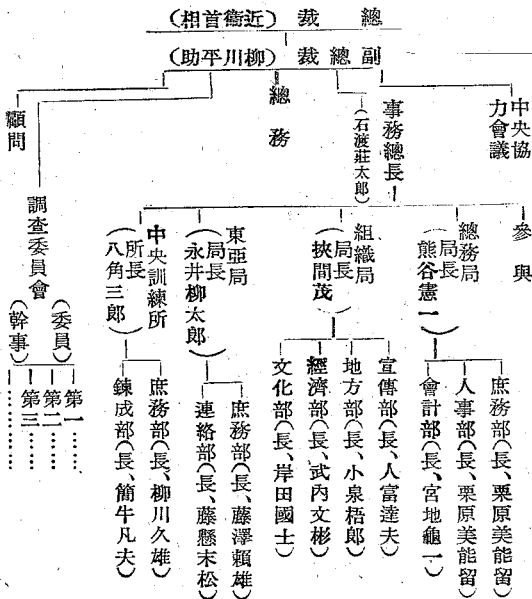 總裁(近衞首相)
副總裁(柳川平助)
中央協力會議
事務總長
(石渡莊太郎)
總務
調查委員會
(委員)
(幹事)
第一……
第二……
第三……
………
顧問
參與
總務局
(局長熊谷憲一)
庶務部(長、栗原美能留)
人事部(長、栗原美能留)
會計部(長、宮地龜一)
組織局
(局長挾間茂)
宣傳部(長、人富達夫)
地方部(長、小泉梧郎)
經濟部(長、武內文彬)
文化部(長、岸田國士)
東亞局
(局長永井柳太郎)
庶務部(長、藤澤賴雄)
連絡部(長、藤懸末松)
中央訓練所
(所長八角三郎)
庶務部(長、柳川久雄)
鍊成部(長、簡牛凡夫)